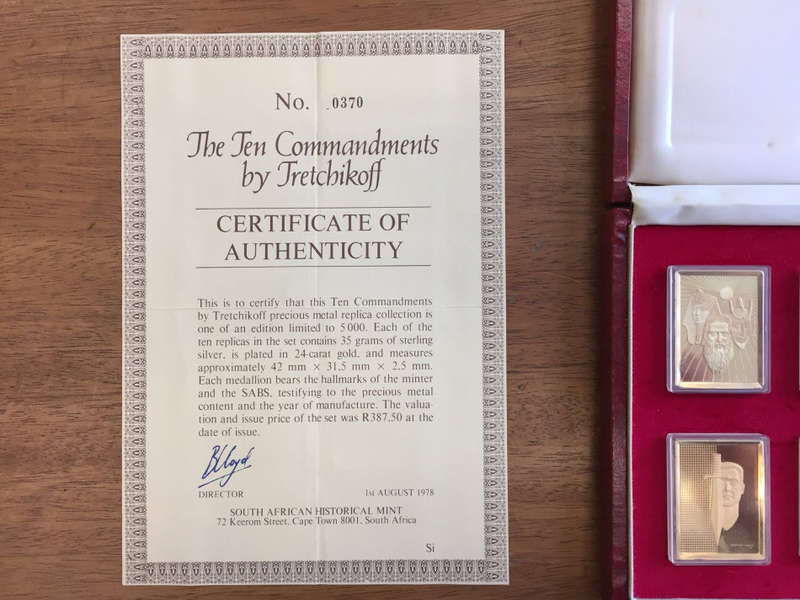 No. .0370
The Ten Commandments
by Tretchikoff
CERTIFICATE OF
AUTHENTICITY
This is to certify that this Ten Commandments
by Tretchikoff precious metal replica collection is
one of an edition limited to 5 000. Each of the
ten replicas in the set contains 35 grams of sterling
silver, is plated in 24-carat gold, and measures
approximately 42 mm × 31,5 mm × 2,5 mm.
Each medallion bears the hallmarks of the minter
and the SABS, testifying to the precious metal
content and the year of manufacture. The valua-
tion and issue price of the set was R387,50 at the
date of issue.
BLloyd
DIRECTOR 1st AUGUST 1978
SOUTH AFRICAN HISTORICAL MINT
72 Keerom Street, Cape Town 8001, South Africa
Si